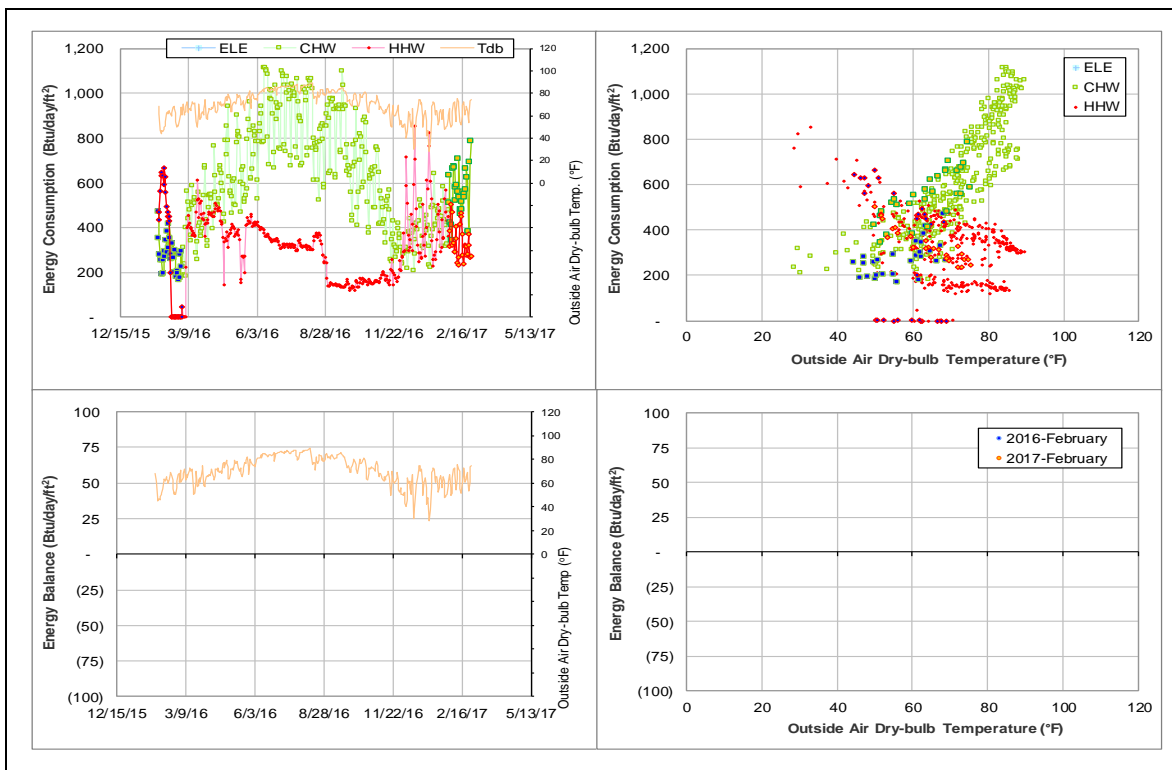 ELE CHW HHW Tdb
1,200
1,000
800
600
400
200
-
120
100
80
60
40
20
0
Energy Consumption (Btu/day/ft²)
Outside Air Dry-bulb Temp. (°F)
12/15/15 3/9/16 6/3/16 8/28/16 11/22/16 2/16/17 5/13/17
ELE
CHW
HHW
1,200
1,000
800
600
400
200
-
Energy Consumption (Btu/day/ft²)
0 20 40 60 80 100 120
Outside Air Dry-bulb Temperature (°F)
100
75
50
25
-
(25)
(50)
(75)
(100)
120
100
80
60
40
20
0
Energy Balance (Btu/day/ft²)
Outside Air Dry-bulb Temp (°F)
12/15/15 3/9/16 6/3/16 8/28/16 11/22/16 2/16/17 5/13/17
2016-February
2017-February
100
75
50
25
-
(25)
(50)
(75)
(100)
Energy Balance (Btu/day/ft²)
0 20 40 60 80 100 120
Outside Air Dry-bulb Temperature (°F)